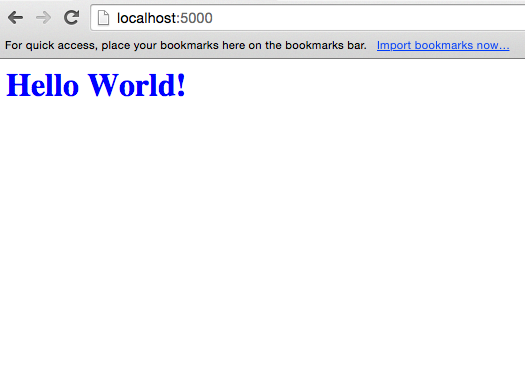 localhost:5000
For quick access, place your bookmarks here on the bookmarks bar. Import bookmarks now...
Hello World!